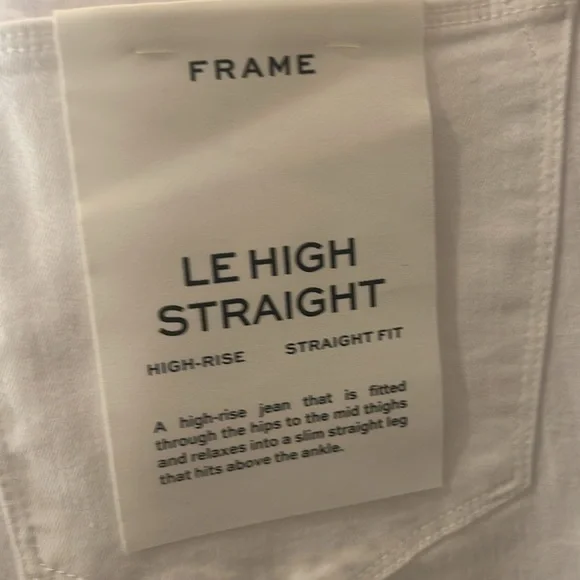 FRAME
LE HIGH
STRAIGHT
HIGH-RISE STRAIGHT FIT
A high-rise jean that is fitted
through the hips to the mid thighs
and relaxes into a slim straight leg
that hits above the ankle.